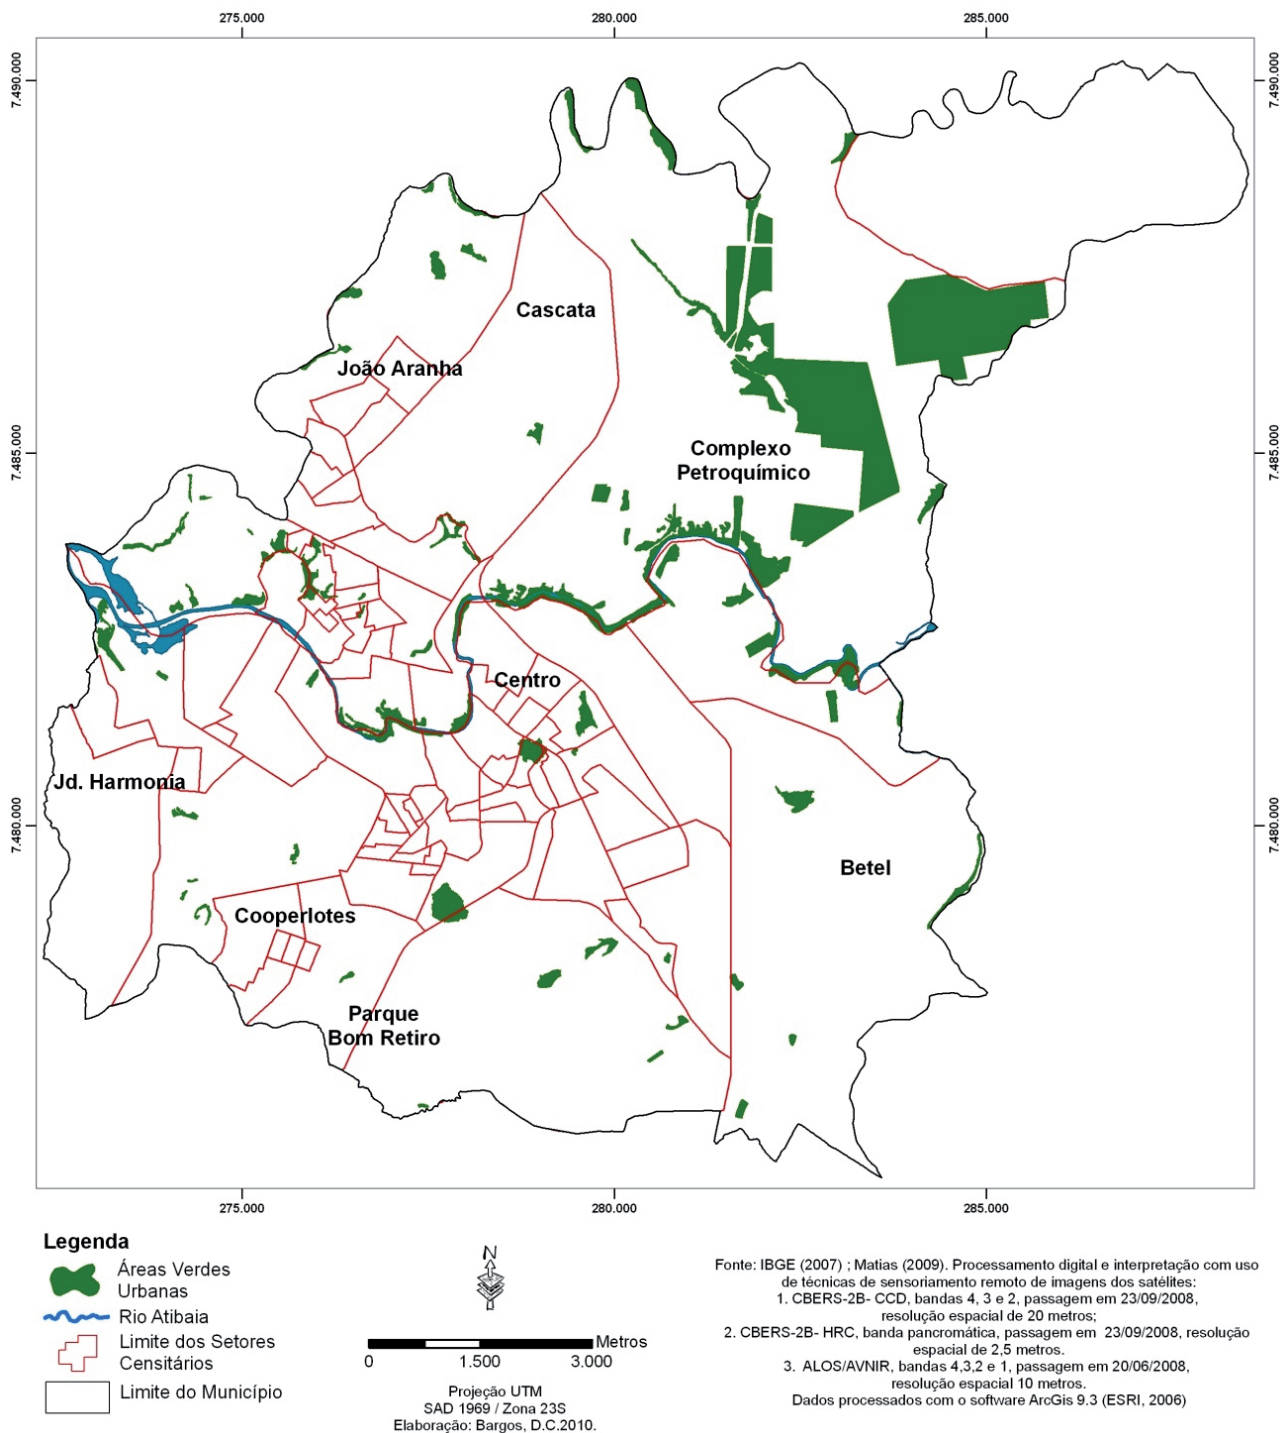 275.000
280.000
285.000
7.490.000
7.490.000
Cascata
João Aranha
Complexo
Petroquímico
7.485.000
7.485.000
Centro
Jd. Harmonia
7.480.000
7.480.000
Betel
Cooperlotes
Parque
Bom Retiro
275.000
280.000
285.000
Legenda
Áreas Verdes
Urbanas
Rio Atibaia
Limite dos Setores
Censitários
Limite do Município
N
Metros
0
1.500
3.000
Projeção UTM
SAD 1969 / Zona 23S
Elaboração: Bargos, D.C.2010.
Fonte: IBGE (2007) ; Matias (2009). Processamento digital e interpretação com uso
de técnicas de sensoriamento remoto de imagens dos satélites:
1. CBERS-2B- CCD, bandas 4, 3 e 2, passagem em 23/09/2008,
resolução espacial de 20 metros;
2. CBERS-2B- HRC, banda pancromática, passagem em 23/09/2008, resolução
espacial de 2,5 metros.
3. ALOS/AVNIR, bandas 4,3,2 e 1, passagem em 20/06/2008,
resolução espacial 10 metros.
Dados processados com o software ArcGis 9.3 (ESRI, 2006)